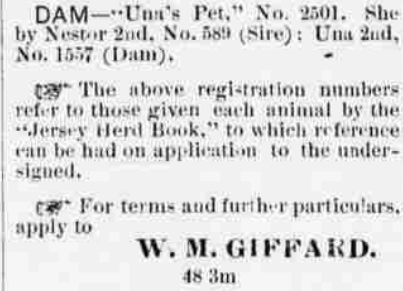 DAM—“Una's Pet,” No. 2501. She
by Nestor 2nd, No. 589 (Sire): Una 2nd,
No. 1557 (Dam).
☞ The above registration numbers
refer to those given each animal by the
“Jersey Herd Book,” to which reference
can be had on application to the under-
signed.
☞ For terms and further particulars,
apply to
W. M. GIFFARD.
48 3m